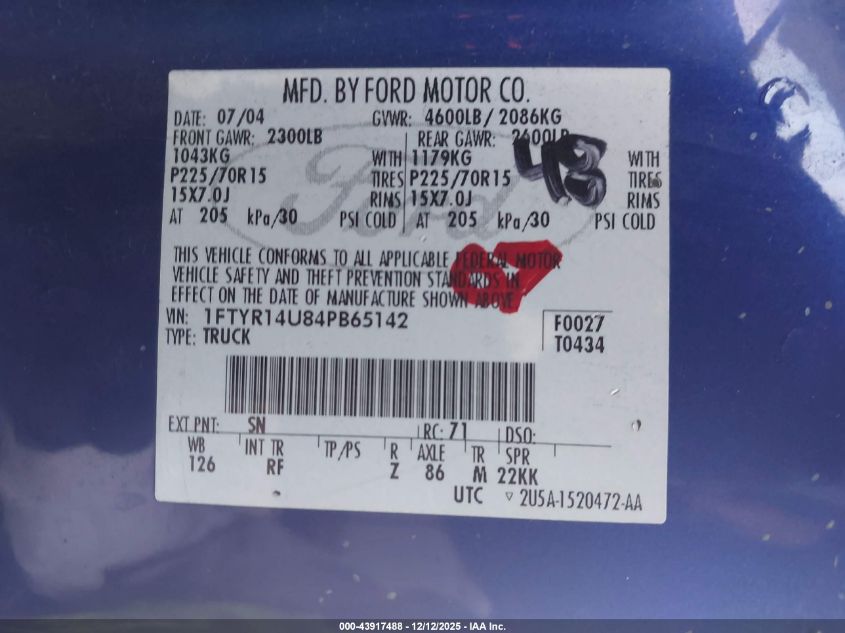 MFD. BY FORD MOTOR CO.
DATE: 07/04 GVWR: 4600LB/ 2086KG
FRONT GAWR: 2300LB REAR GAWR: 2600LB
1043KG WITH 1179KG WITH
P225/70R15 TIRES P225/70R15 TIRES
15X7.0J RIMS 15X7.0J RIMS
AT 205 kPa/30 PSI COLD AT 205 kPa/30 PSI COLD
48
Ford
THIS VEHICLE CONFORMS TO ALL APPLICABLE FEDERAL MOTOR
VEHICLE SAFETY AND THEFT PREVENTION STANDARDS IN
EFFECT ON THE DATE OF MANUFACTURE SHOWN ABOVE
VIN: 1FTYR14U84PB65142 F0027
TYPE: TRUCK T0434
EXT PNT: SN RC: 71 DSO:
WB INT TR TP/PS R AXLE TR SPR
126 RF Z 86 M 22KK
UTC ▽ 2U5A-1520472-AA
000-43917488 - 12/12/2025 - IAA Inc.